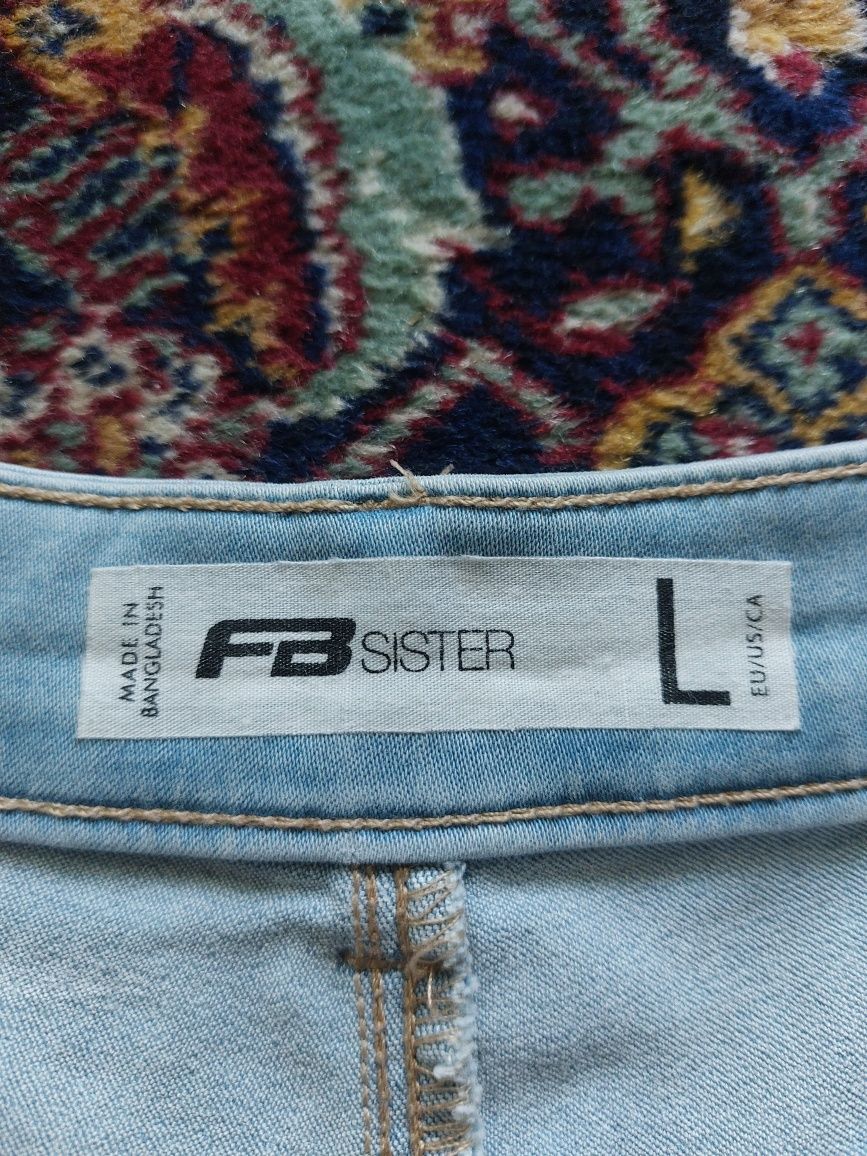 MADE IN
BANGLADESH
FB SISTER
L
EU/US/CA